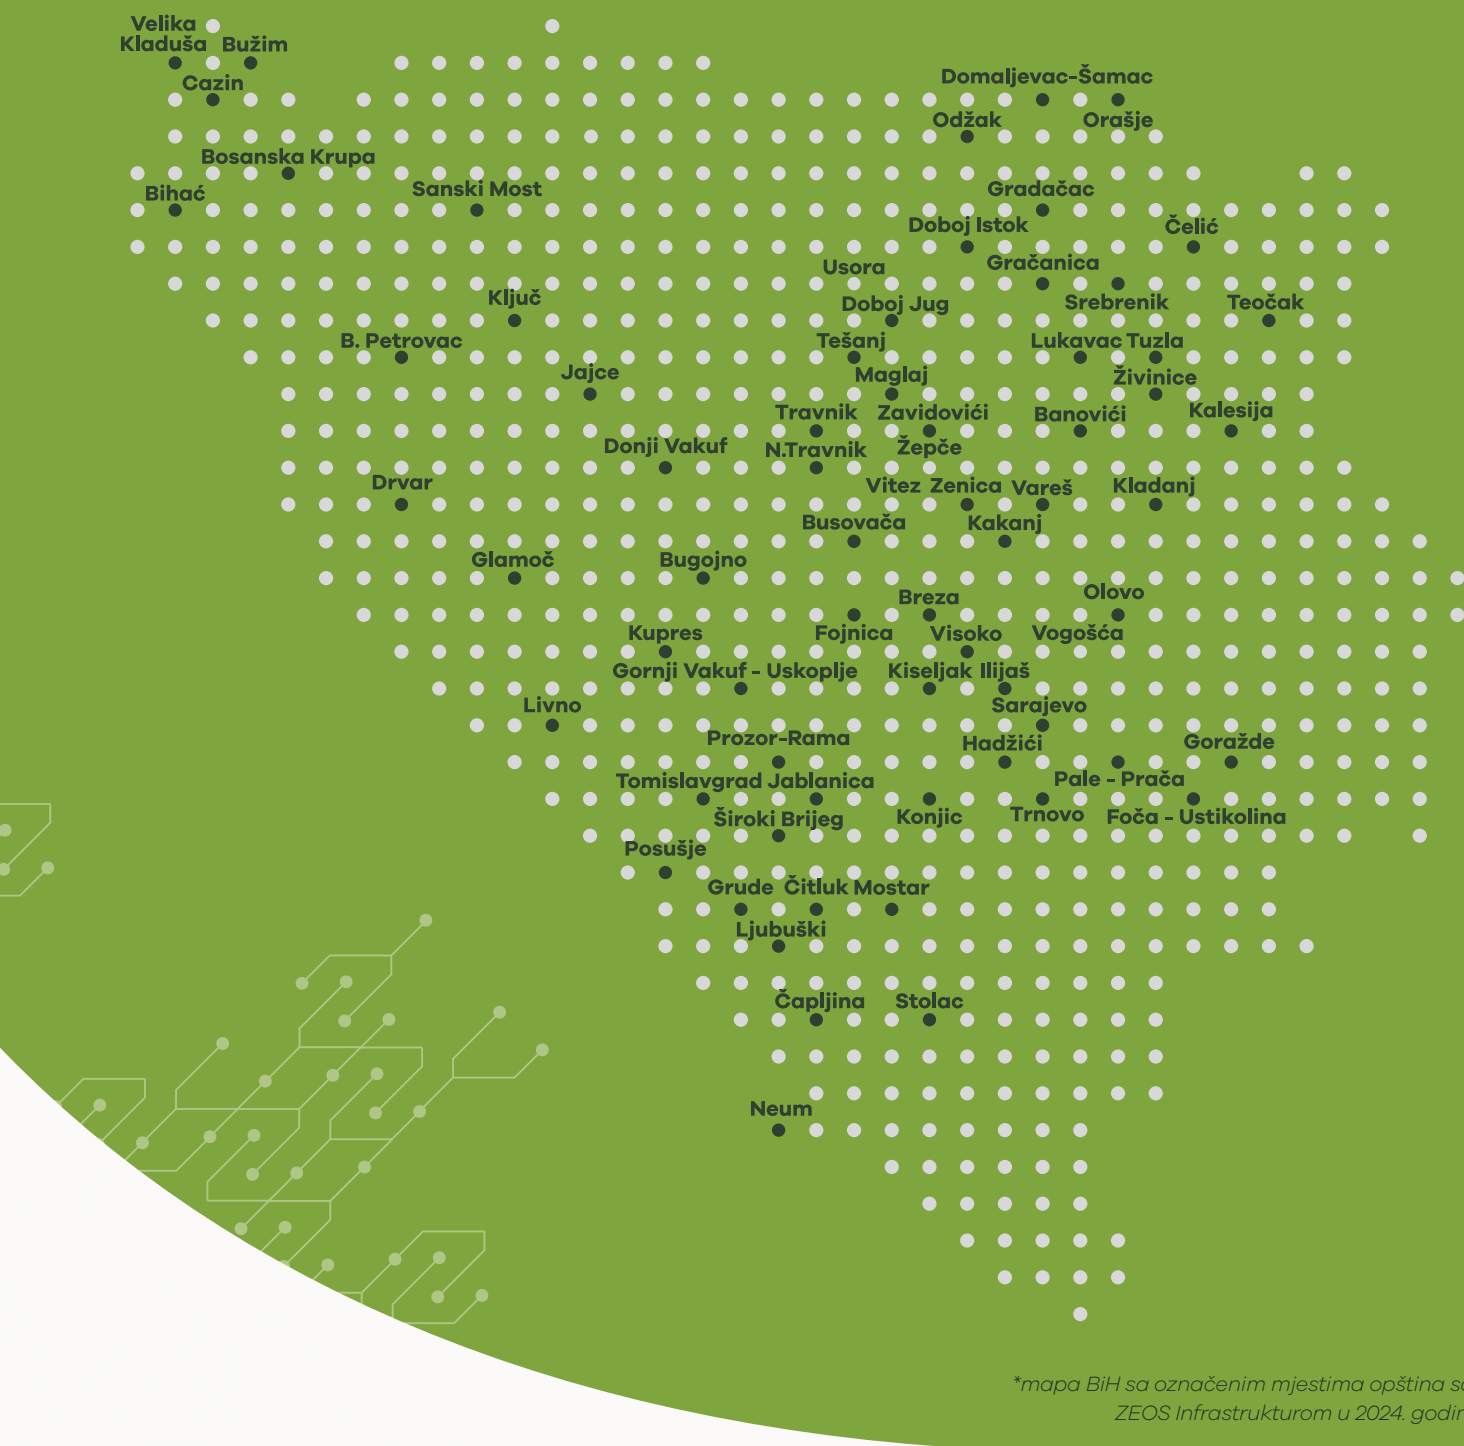 Velika
Kladuša Bužim
Cazin
Domaljevac-Šamac
Odžak Orašje
Bosanska Krupa
Bihać Sanski Most Gradačac
Doboj Istok Čelić
Usora Gračanica
Ključ Doboj Jug Srebrenik Teočak
B. Petrovac Tešanj Lukavac Tuzla
Jajce Maglaj Živinice
Travnik Zavidovići Banovići Kalesija
Donji Vakuf N.Travnik Žepče
Drvar Vitez Zenica Vareš Kladanj
Busovača Kakanj
Glamoč Bugojno
Breza Olovo
Kupres Fojnica Visoko Vogošća
Gornji Vakuf - Uskoplje Kiseljak Ilijaš
Livno Sarajevo
Prozor-Rama Hadžići Goražde
Tomislavgrad Jablanica Pale - Prača
Široki Brijeg Konjic Trnovo Foča - Ustikolina
Posušje
Grude Čitluk Mostar
Ljubuški
Čapljina Stolac
Neum
*mapa BiH sa označenim mjestima opština
ZEOS Infrastrukturom u 2024.